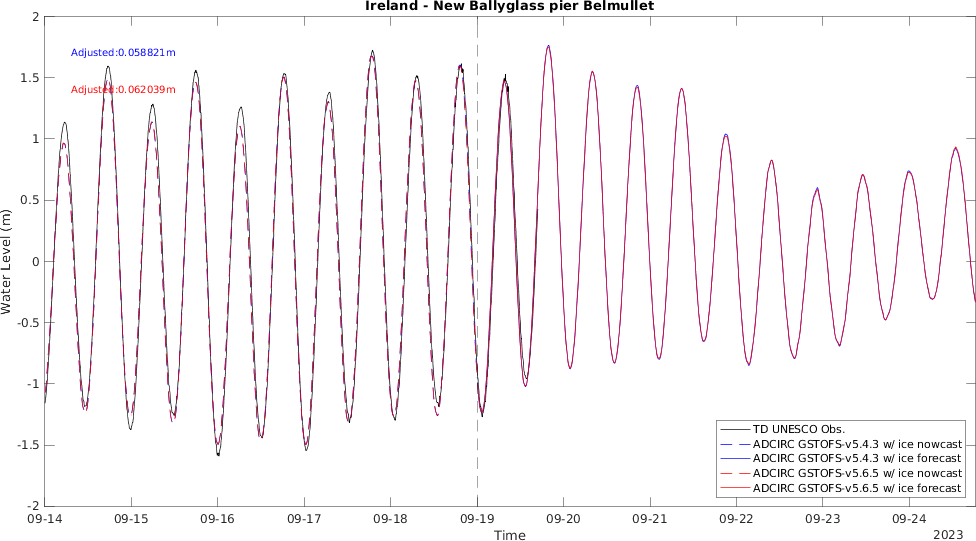 Ireland - New Ballyglass pier Belmullet
2
Adjusted:0.058821m
1.5
Adjusted:0.062039m
1
0.5
0
-0.5
-1
-1.5
-2
Water Level (m)
TD UNESCO Obs.
ADCIRC GSTOFS-v5.4.3 w/ ice nowcast
ADCIRC GSTOFS-v5.4.3 w/ ice forecast
ADCIRC GSTOFS-v5.6.5 w/ ice nowcast
ADCIRC GSTOFS-v5.6.5 w/ ice forecast
09-14 09-15 09-16 09-17 09-18 09-19 09-20 09-21 09-22 09-23 09-24
Time
2023